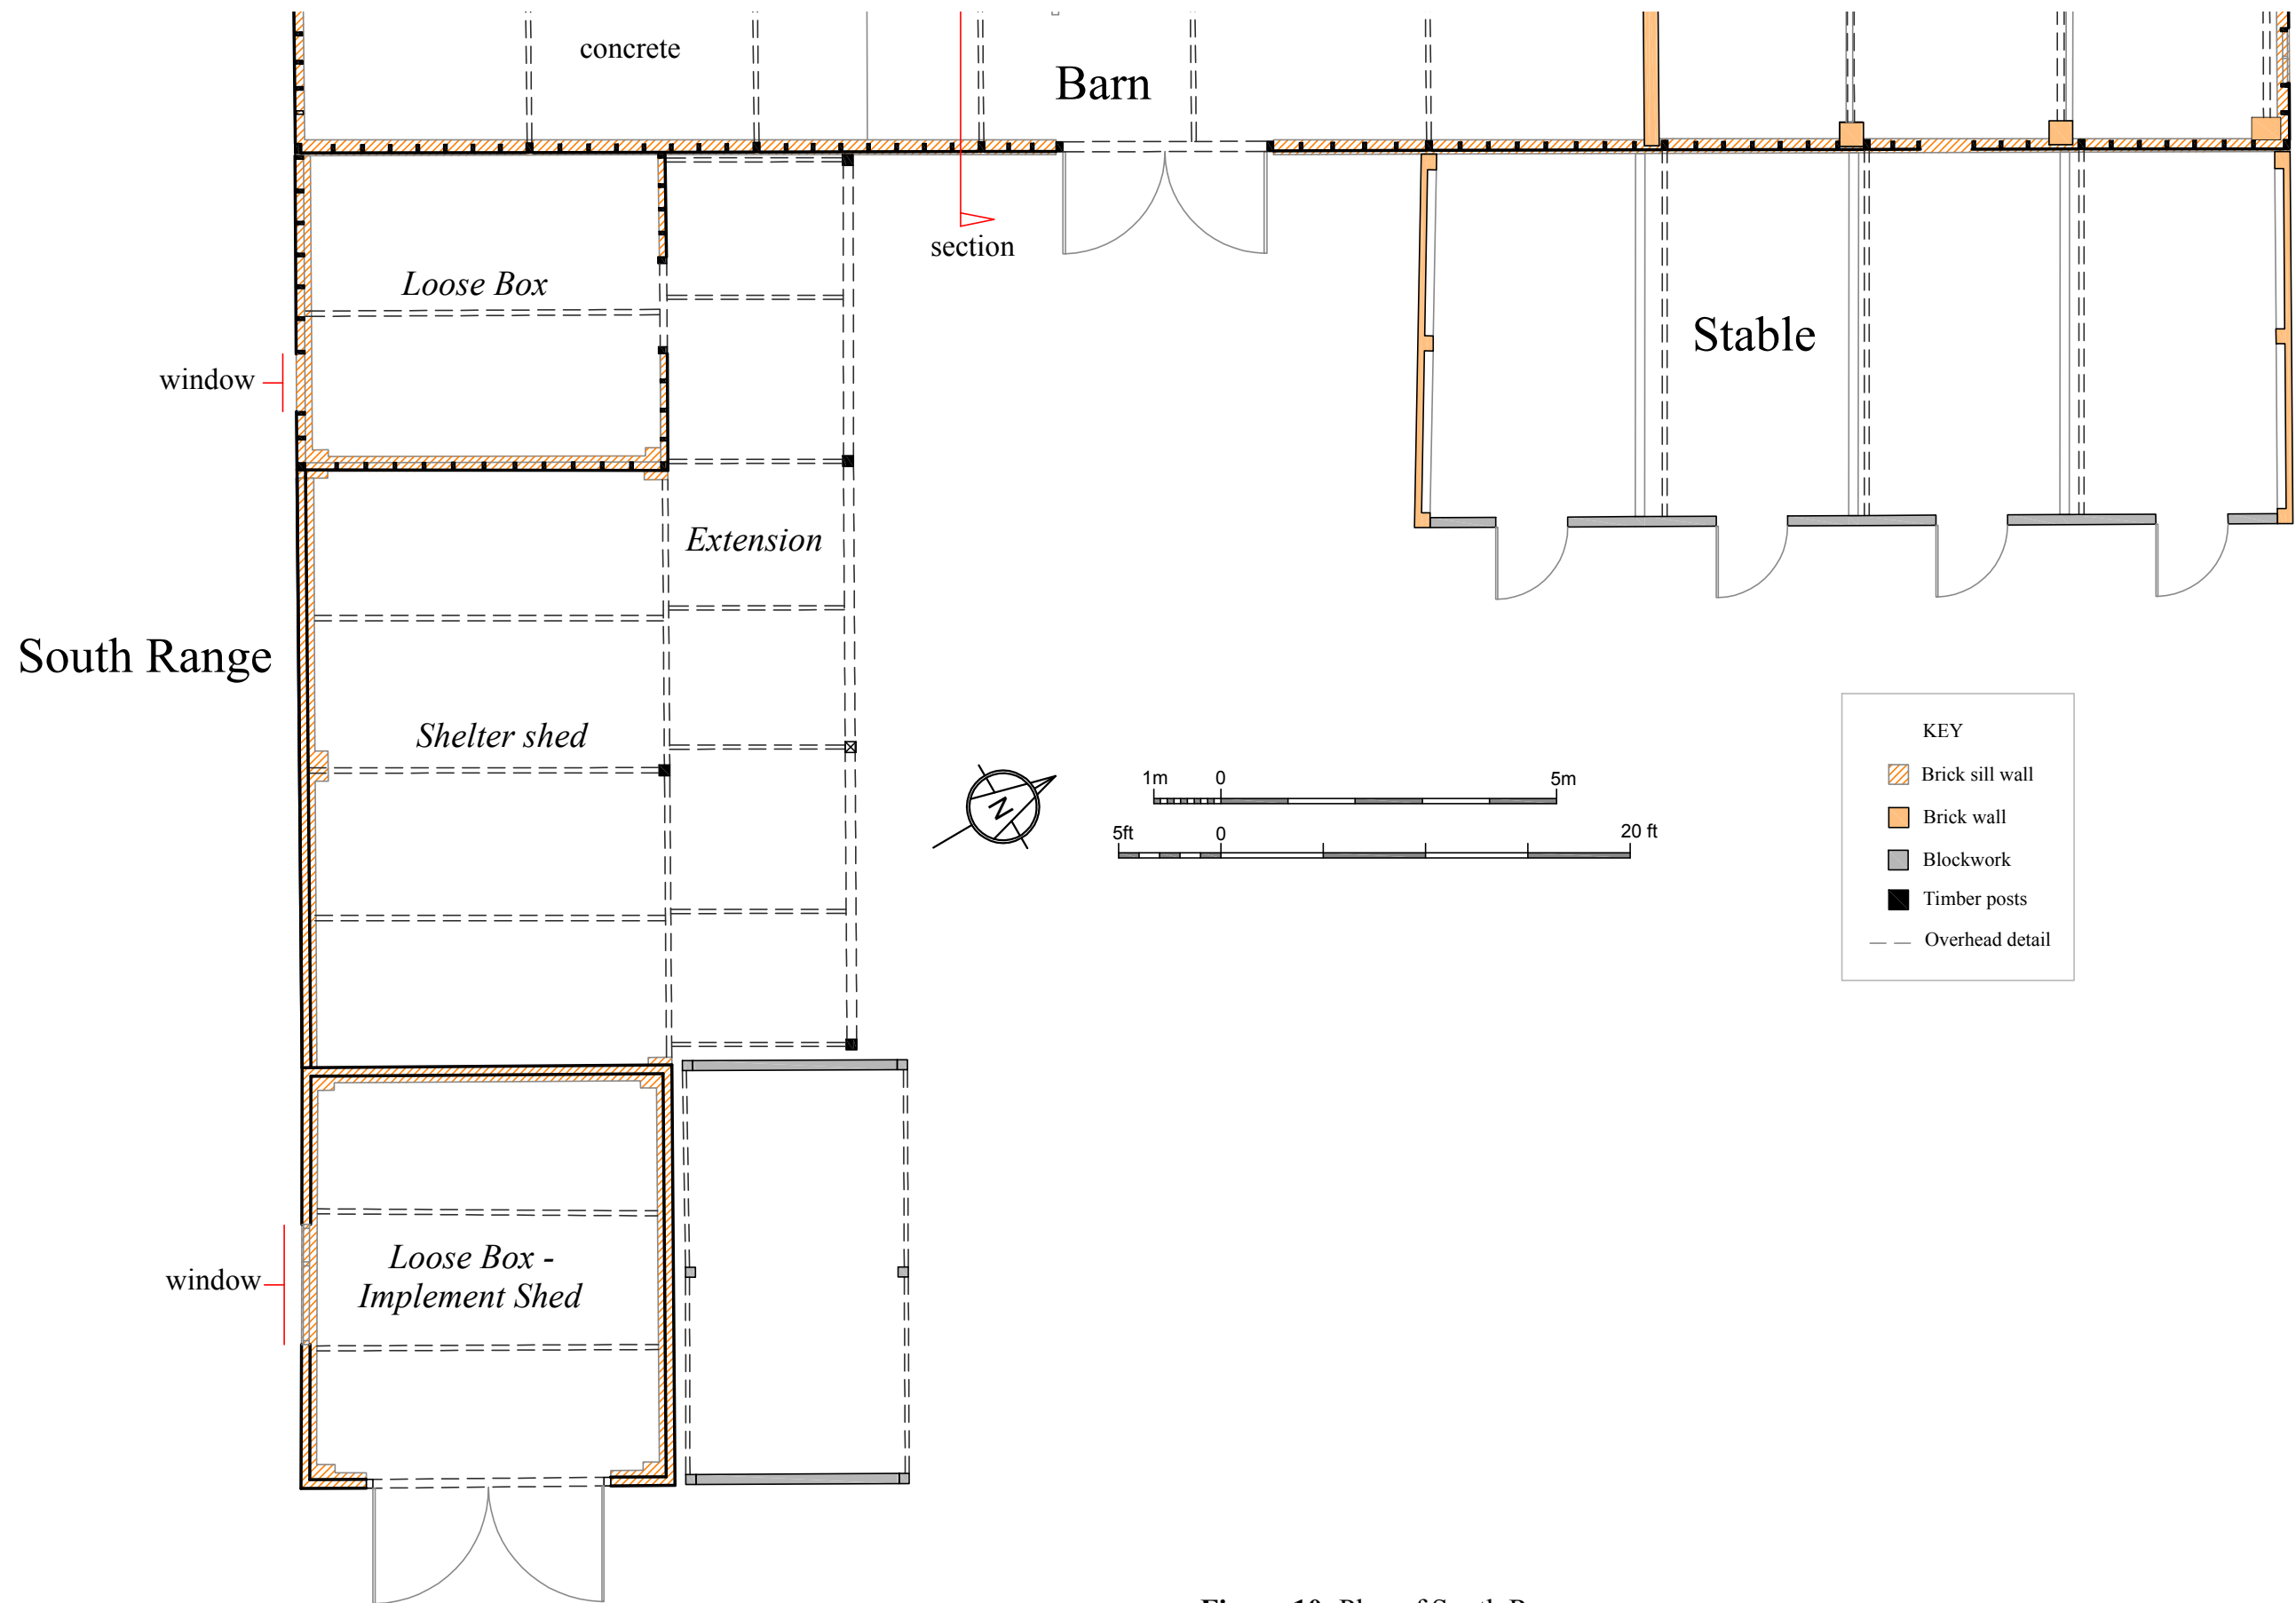 concrete
Barn
section
Loose Box
window
Stable
Extension
South Range
Shelter shed
N
1m 0 5m
5ft 0 20 ft
KEY
Brick sill wall
Brick wall
Blockwork
Timber posts
Overhead detail
Loose Box -
Implement Shed
window